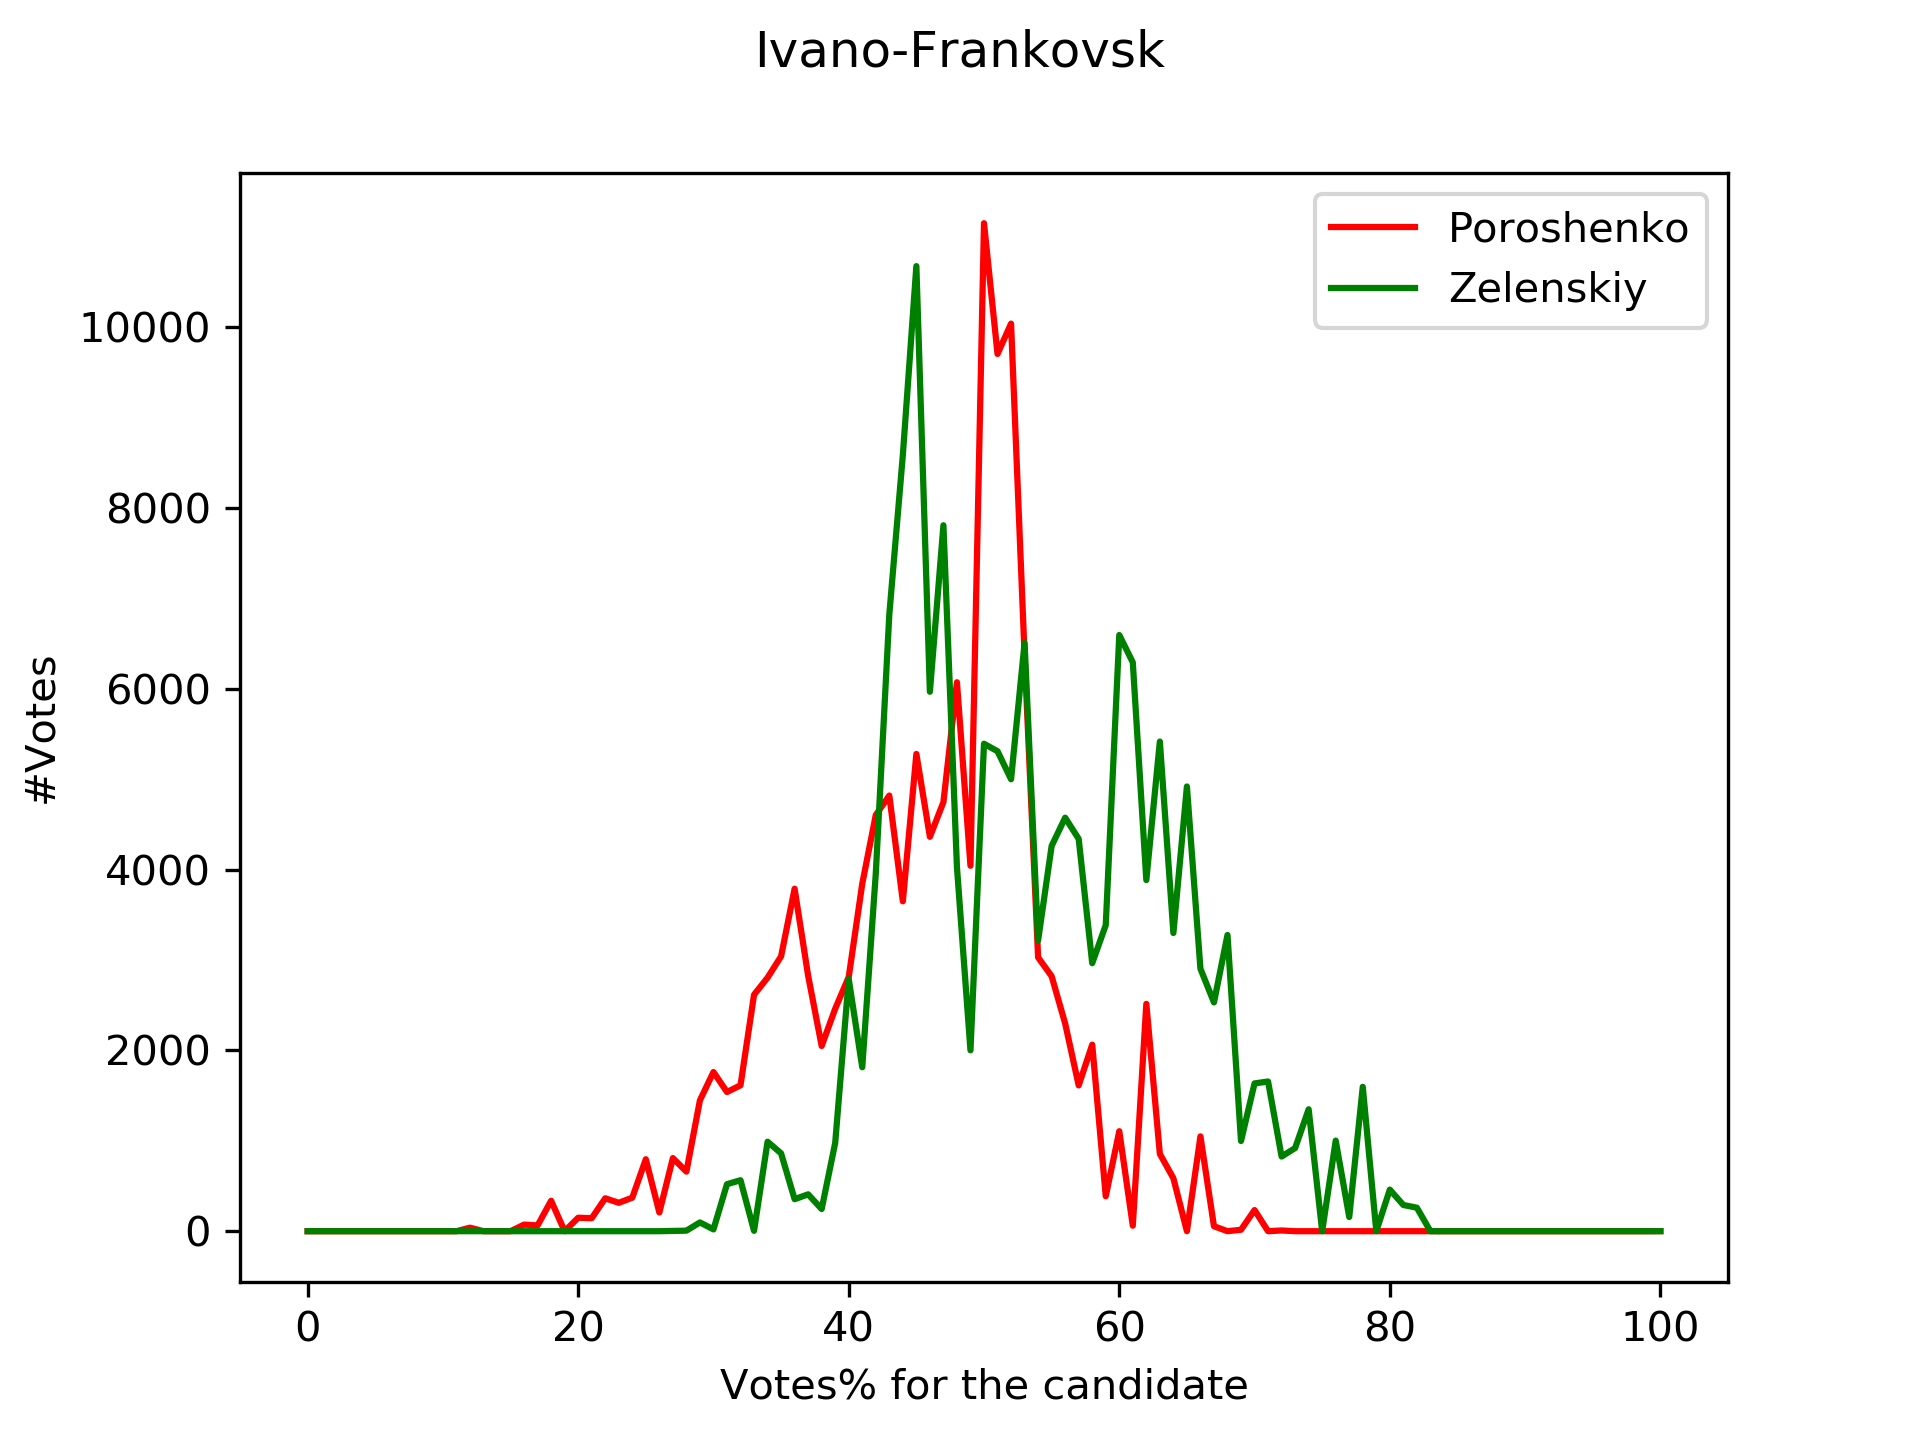 Ivano-Frankovsk
Poroshenko
Zelenskiy
#Votes
10000
8000
6000
4000
2000
0
0 20 40 60 80 100
Votes% for the candidate